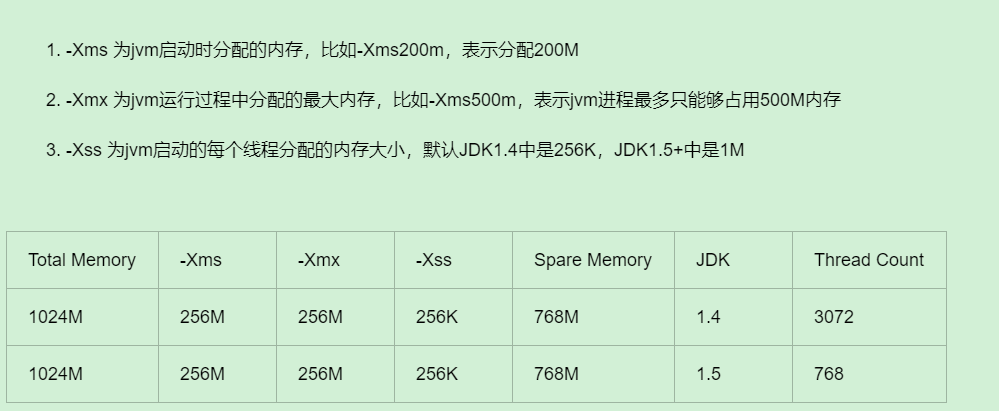 1. -Xms 为jvm启动时分配的内存，比如-Xms200m，表示分配200M
2. -Xmx 为jvm运行过程中分配的最大内存，比如-Xms500m，表示jvm进程最多只能够占用500M内存
3. -Xss 为jvm启动的每个线程分配的内存大小，默认JDK1.4中是256K，JDK1.5+中是1M
Total Memory -Xms -Xmx -Xss Spare Memory JDK Thread Count
1024M 256M 256M 256K 768M 1.4 3072
1024M 256M 256M 256K 768M 1.5 768